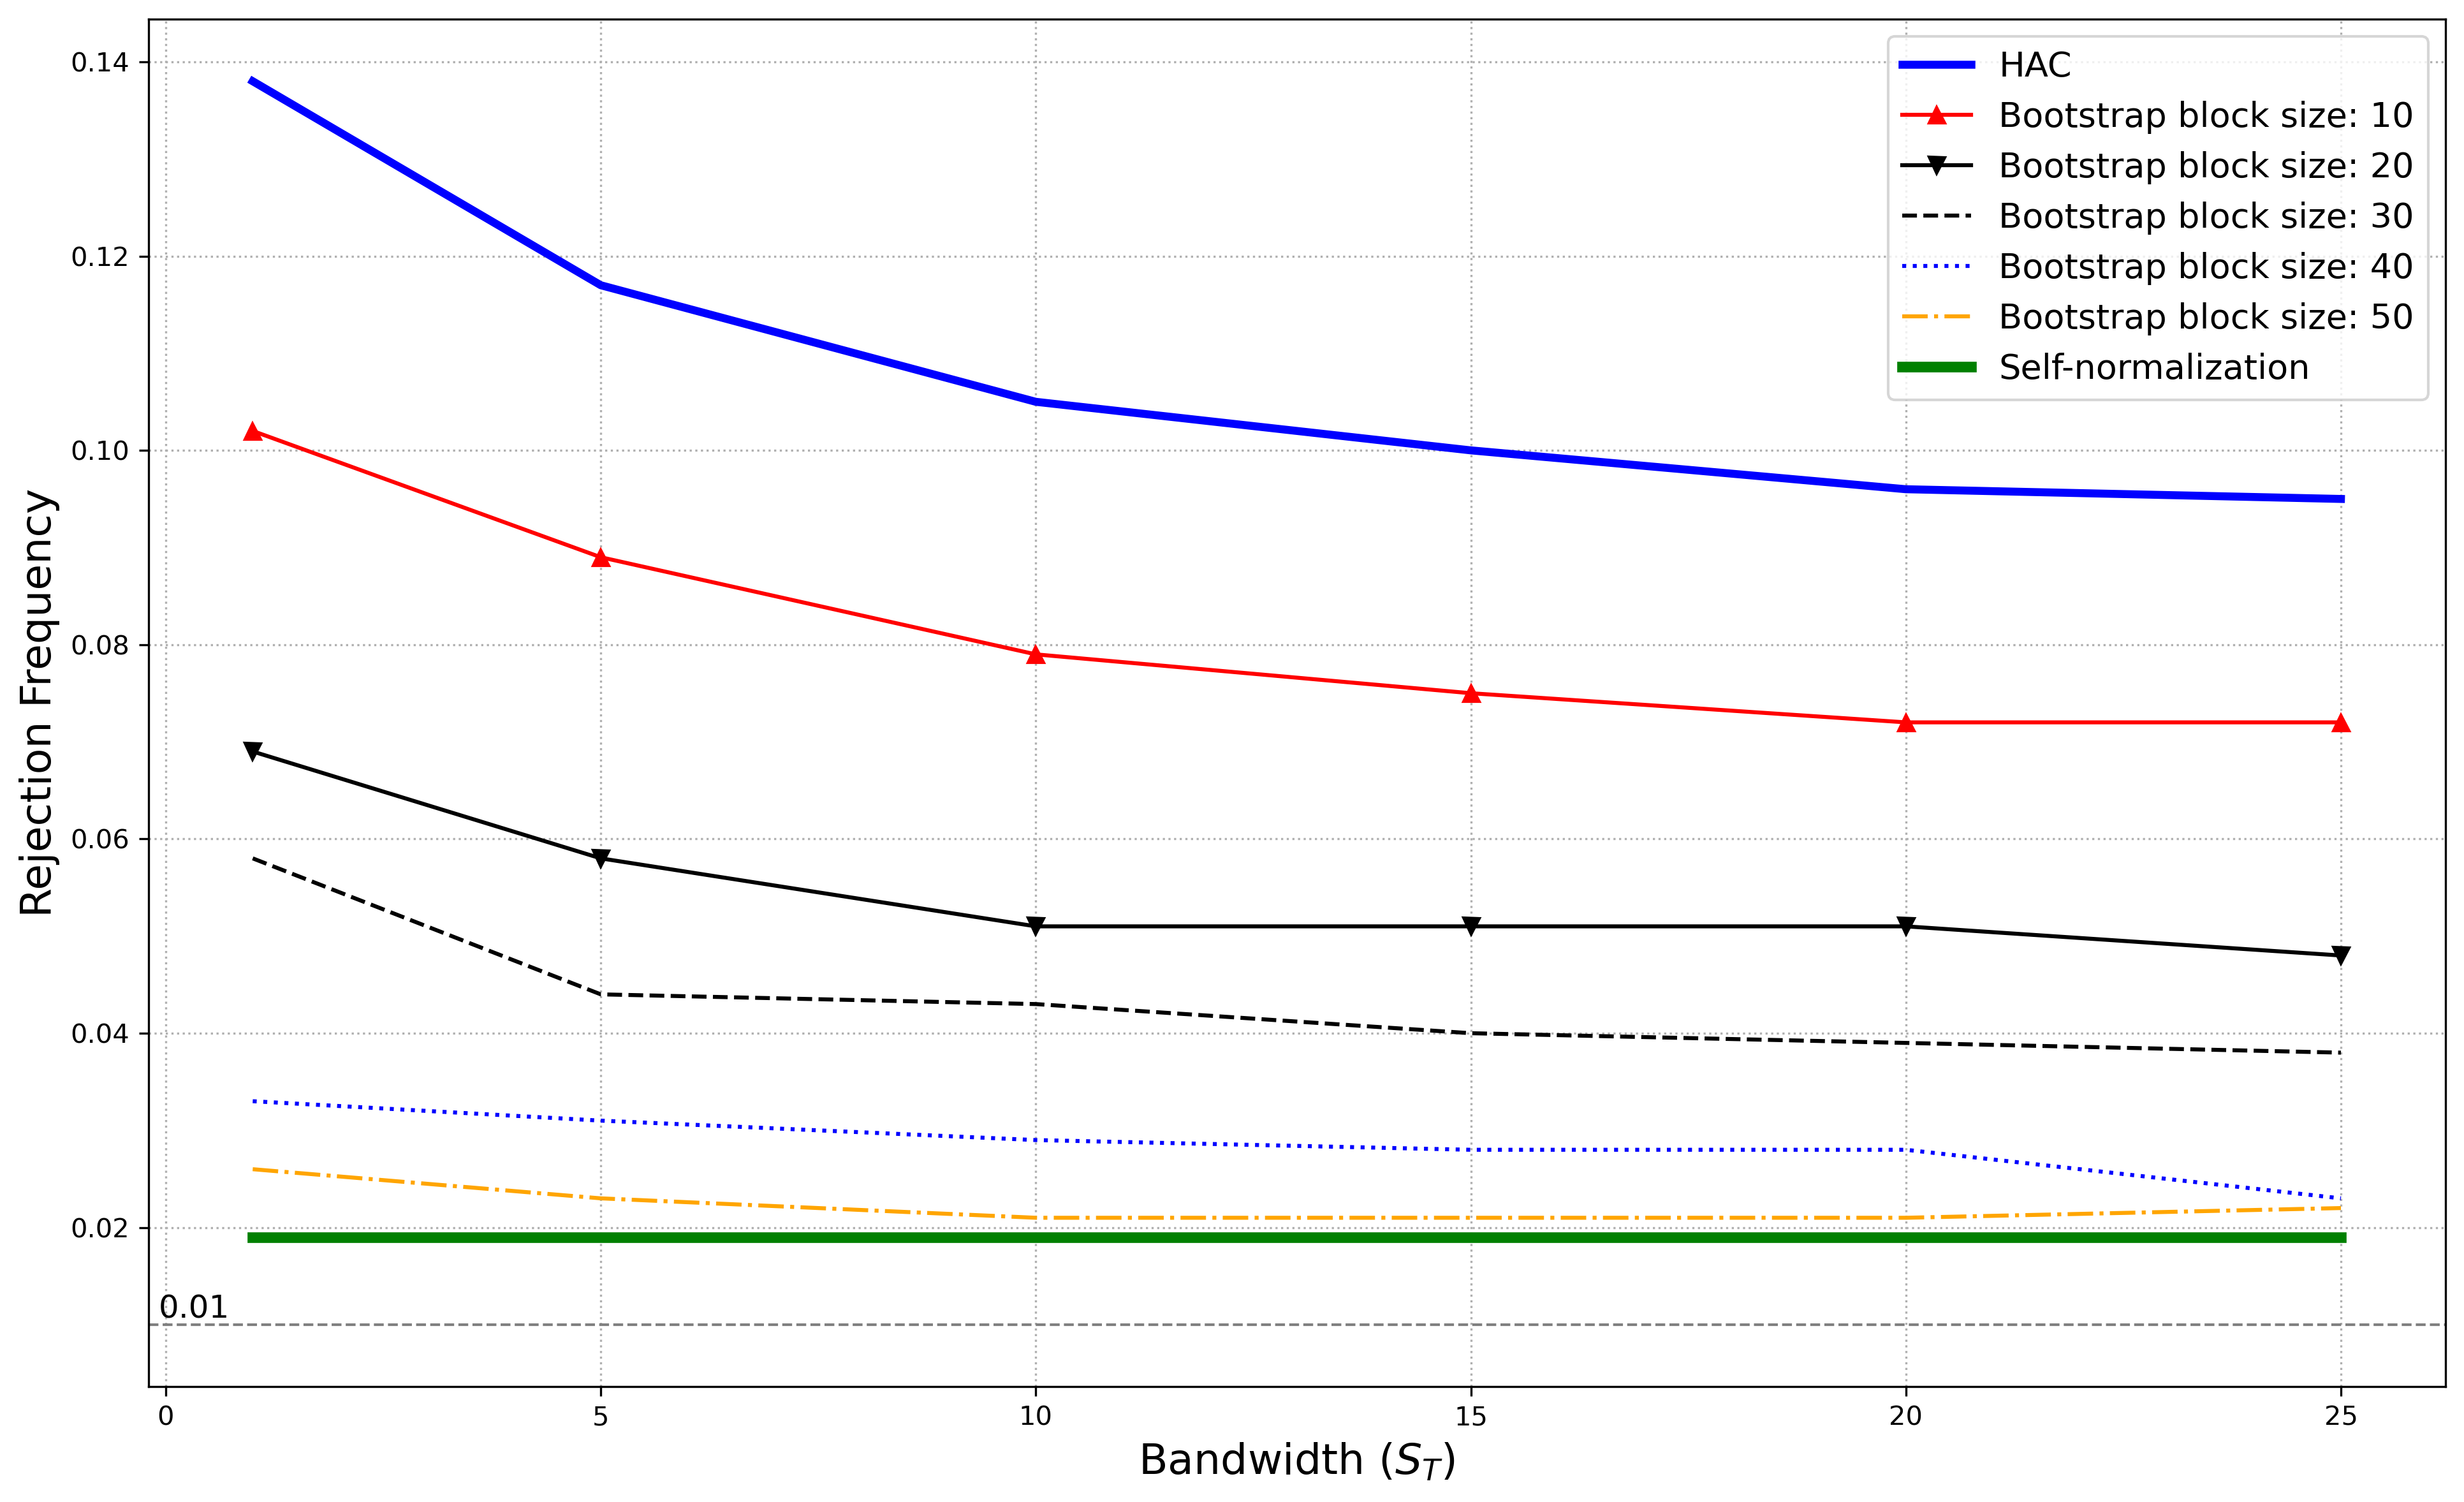 HAC
Bootstrap block size: 10
Bootstrap block size: 20
Bootstrap block size: 30
Bootstrap block size: 40
Bootstrap block size: 50
Self-normalization
Rejection Frequency
0.14
0.12
0.10
0.08
0.06
0.04
0.02
0.01
0 5 10 15 20 25
Bandwidth (S_T)